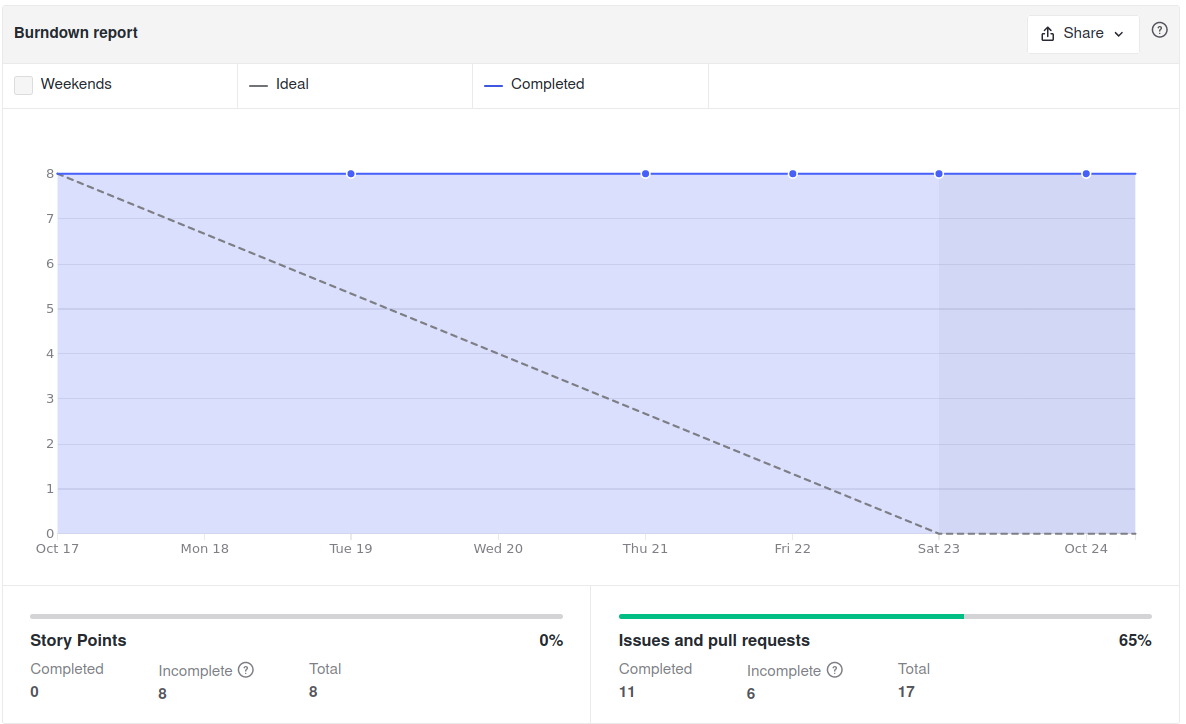 Burndown report
Share
?
Weekends
Ideal
Completed
8
7
6
5
4
3
2
1
0
Oct 17 Mon 18 Tue 19 Wed 20 Thu 21 Fri 22 Sat 23 Oct 24
Story Points 0%
Completed Incomplete ? Total
0 8 8
Issues and pull requests 65%
Completed Incomplete ? Total
11 6 17